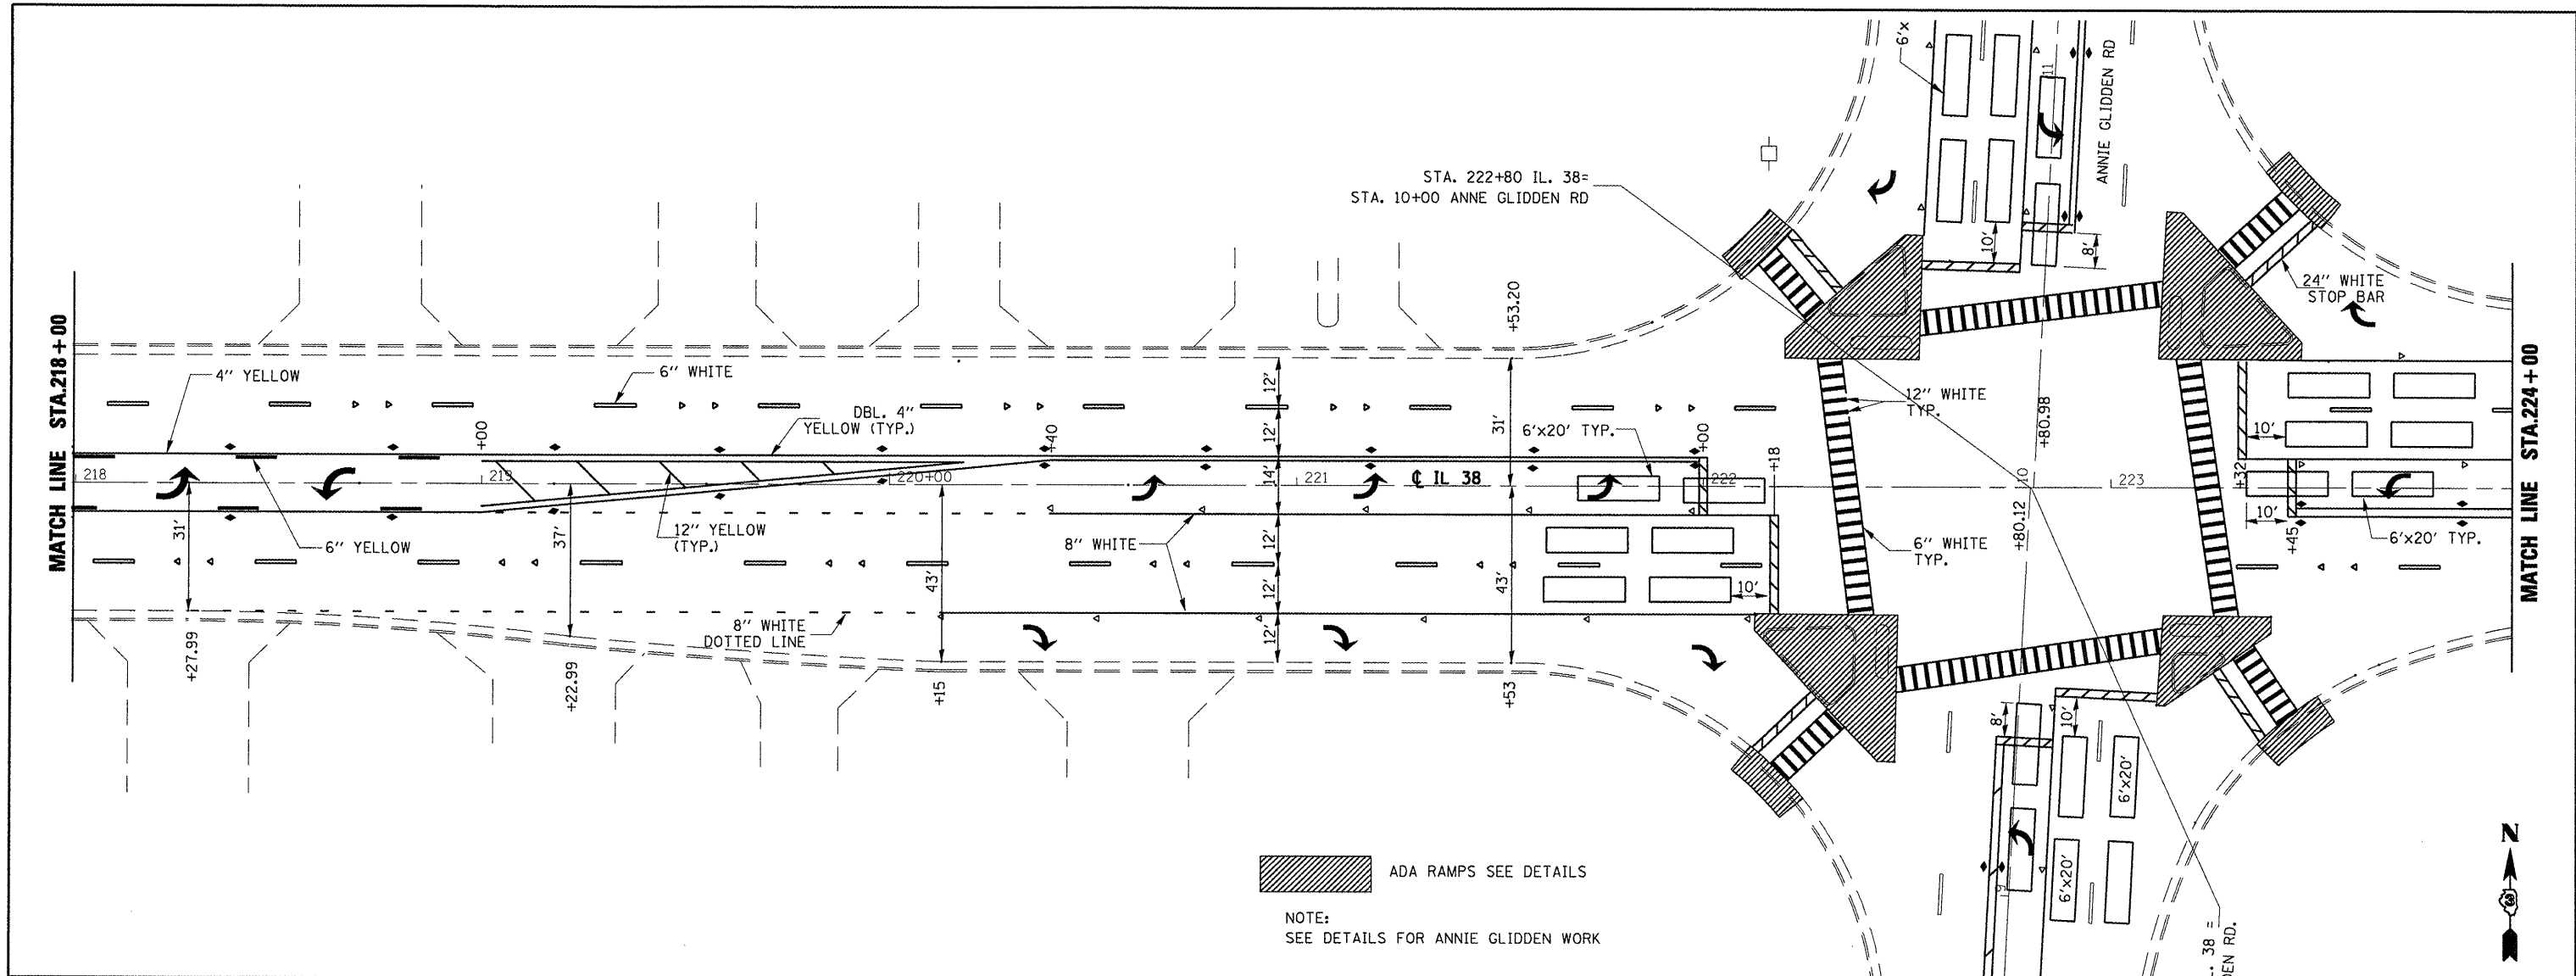 6'x
11
ANNIE GLIDDEN RD
STA. 222+80 IL. 38=
STA. 10+00 ANNE GLIDDEN RD
10'
8'
24" WHITE
STOP BAR
MATCH LINE STA.218+00
4" YELLOW
6" WHITE
DBL. 4"
YELLOW (TYP.)
+00
+40
12'
12'
14'
12'
12'
12'
+53.20
31'
6'x20' TYP.
+00
+18
12" WHITE
TYP.
+80.98
10
+80.12
10'
+32
MATCH LINE STA.224+00
218
219
220+00
221
℄ IL 38
222
223
31'
6" YELLOW
37'
12" YELLOW
(TYP.)
43'
8" WHITE
43'
10'
6" WHITE
TYP.
10'
+45
6'x20' TYP.
8" WHITE
DOTTED LINE
+27.99
+22.99
+15
+53
8'
10'
6'x20'
6'x20'
9
ADA RAMPS SEE DETAILS
NOTE:
SEE DETAILS FOR ANNIE GLIDDEN WORK
N
. 38 =
DEN RD.